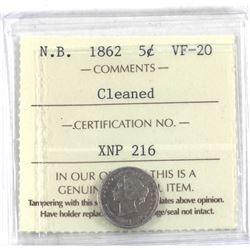 N.B. 1862 5¢ VF-20
COMMENTS
Cleaned
CERTIFICATION NO.
XNP 216
IN OUR THIS IS A
GENUIN ITEM.
Tampering with this s lates above opinion.
Have holder replac ge/seal not intact.